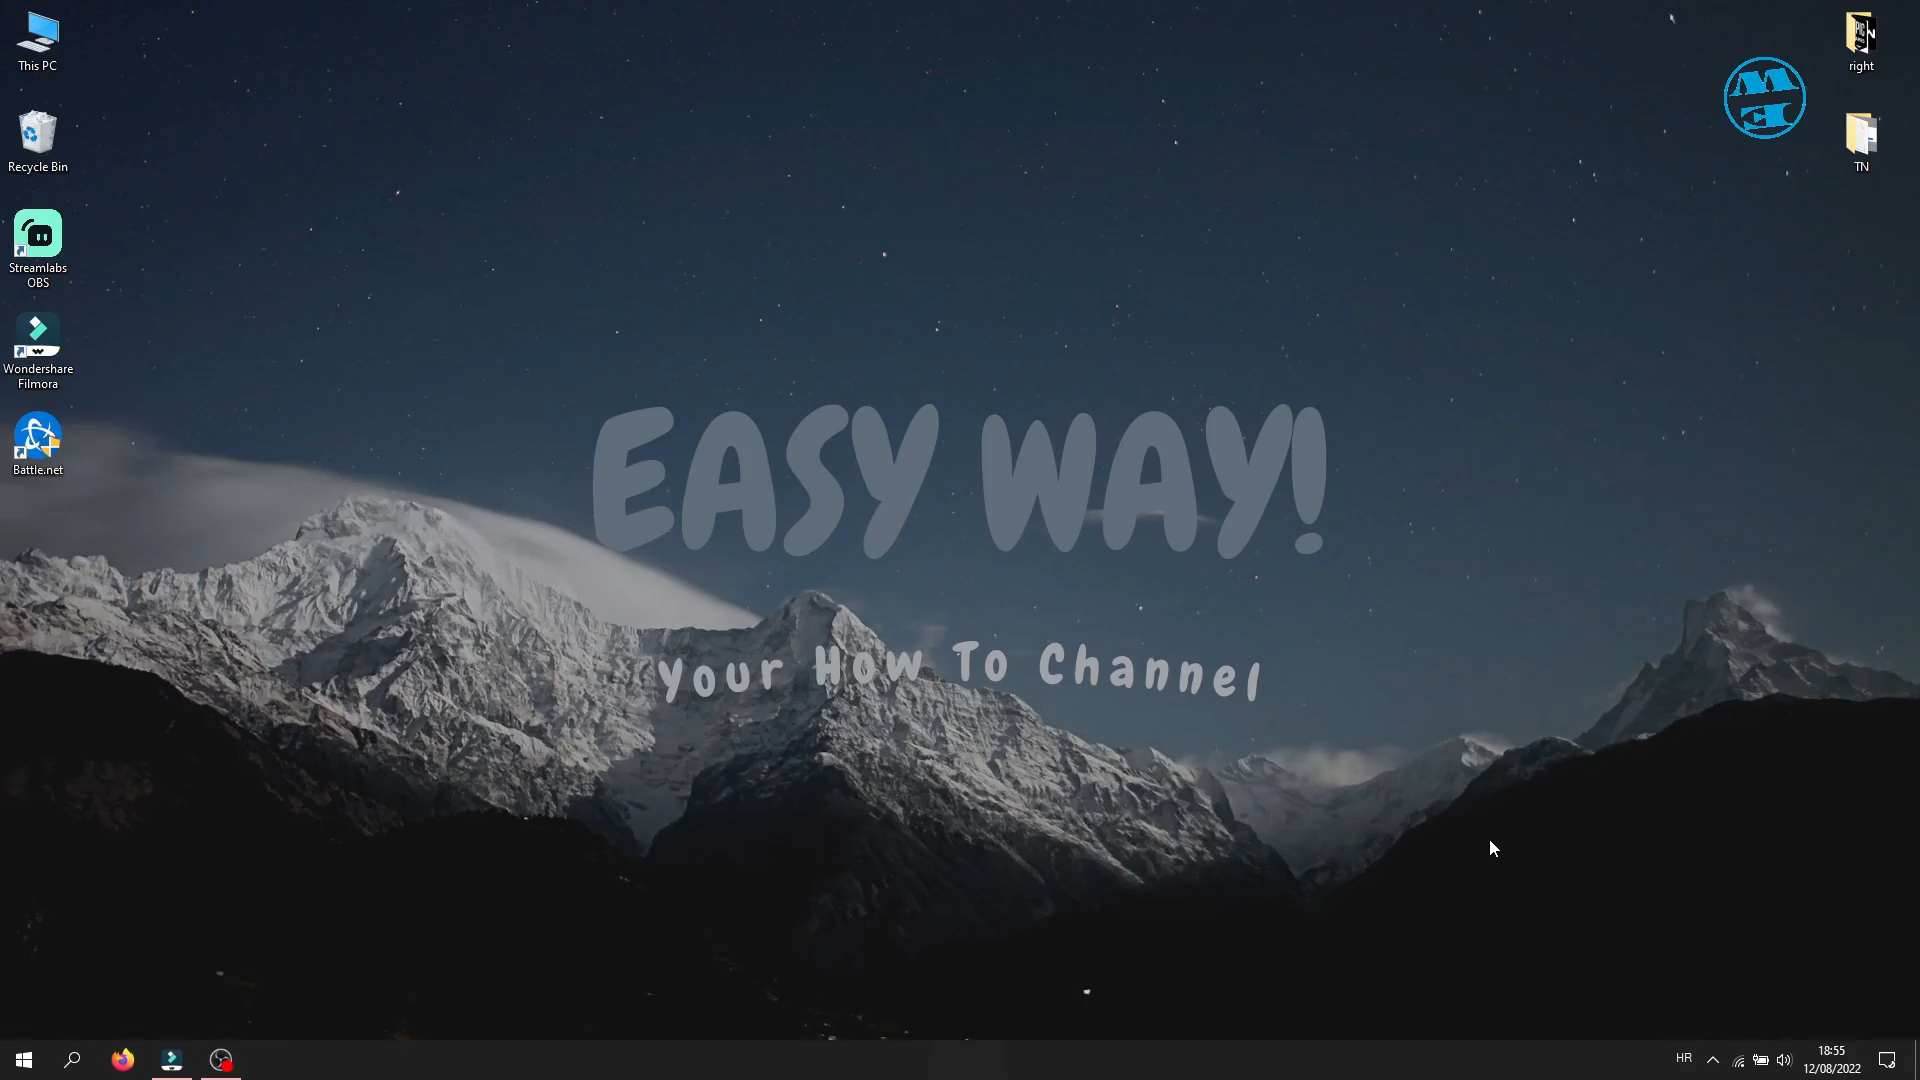 This PC
Recycle Bin
Streamlabs
OBS
Wondershare
Filmora
Battle.net
right
TN
EASY WAY!
Your How To Channel
HR
18:55
12/08/2022